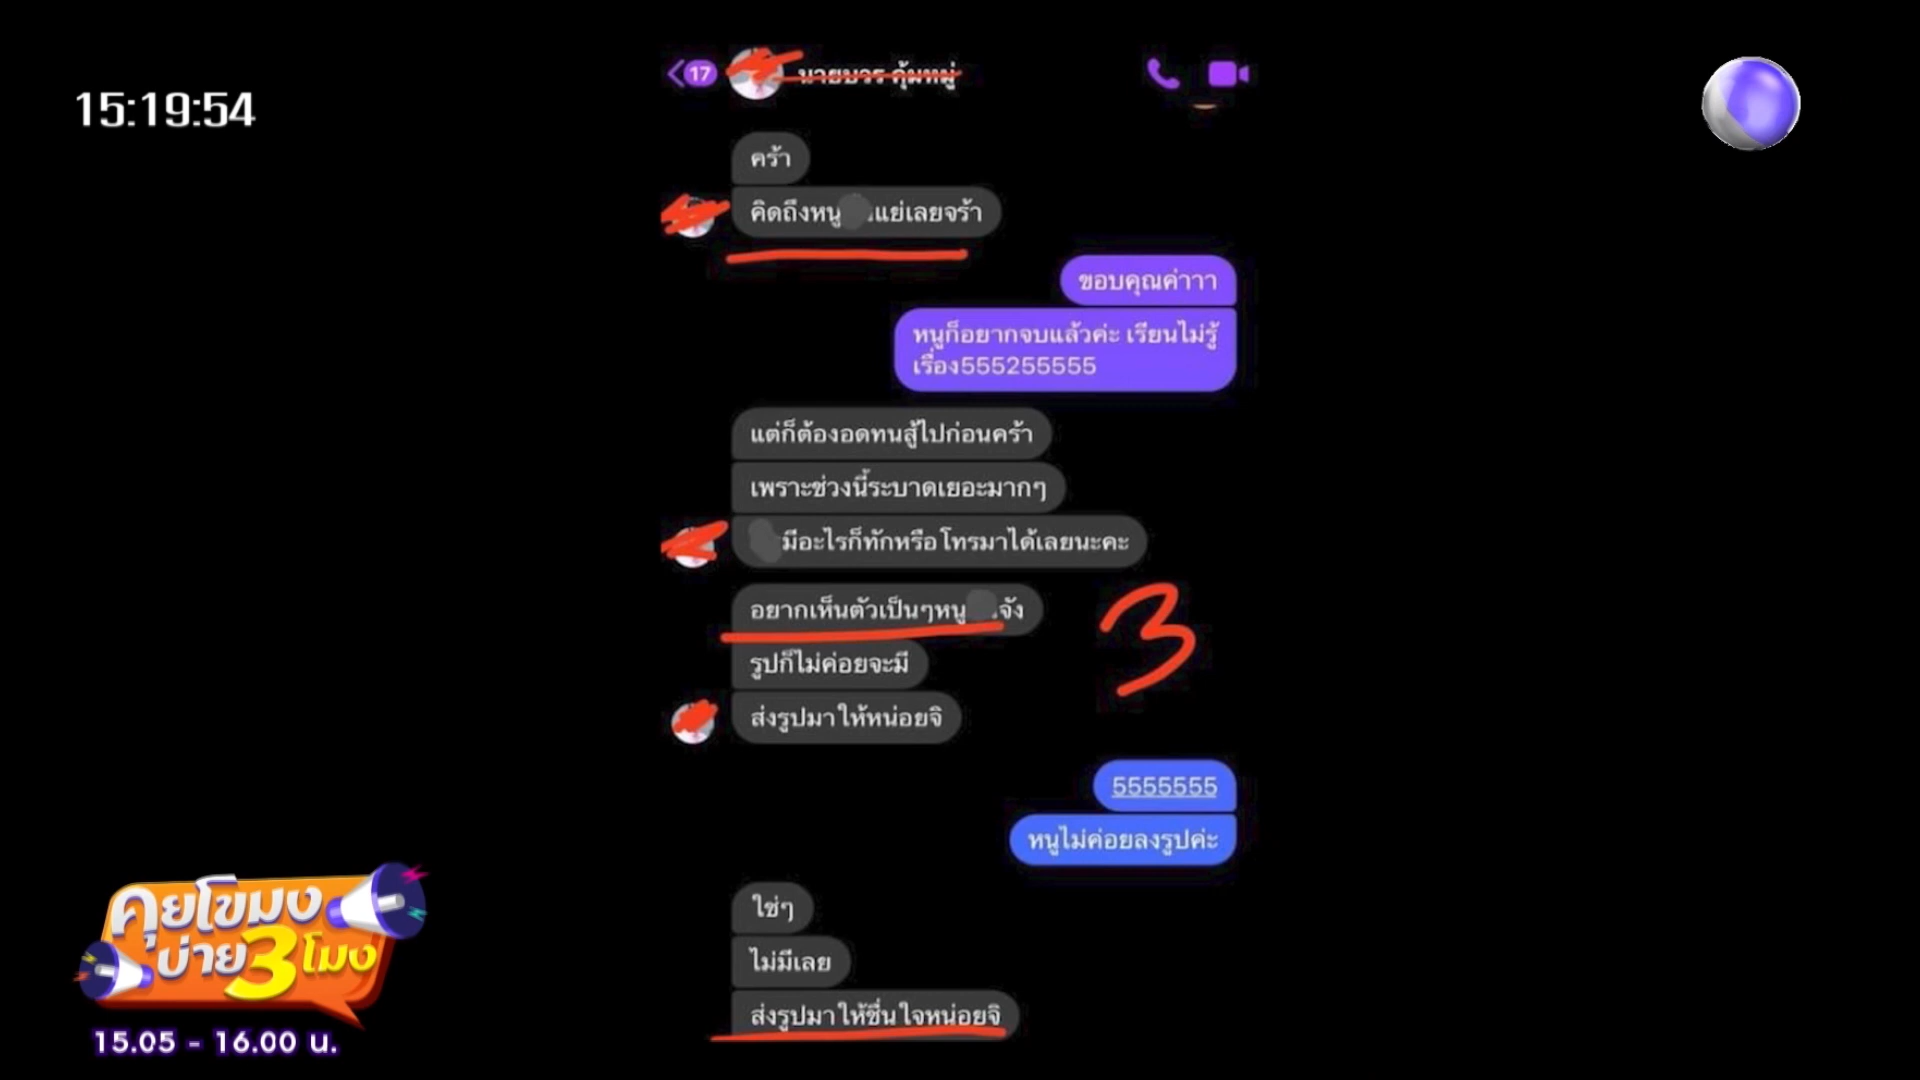 15:19:54
17
คร้า
คิดถึงหนู แย่เลยจร้า
ขอบคุณค่าาา
หนูก็อยากจบแล้วค่ะ เรียนไม่รู้
เรื่อง555255555
แต่ก็ต้องอดทนสู้ไปก่อนคร้า
เพราะช่วงนี้ระบาดเยอะมากๆ
มีอะไรก็ทักหรือโทรมาได้เลยนะคะ
อยากเห็นตัวเป็นๆหนู จัง
3
รูปก็ไม่ค่อยจะมี
ส่งรูปมาให้หน่อยจิ
5555555
หนูไม่ค่อยลงรูปค่ะ
ใช่ๆ
ไม่มีเลย
ส่งรูปมาให้ชื่นใจหน่อยจิ
คุยโขมง
บ่าย3โมง
15.05 - 16.00 น.